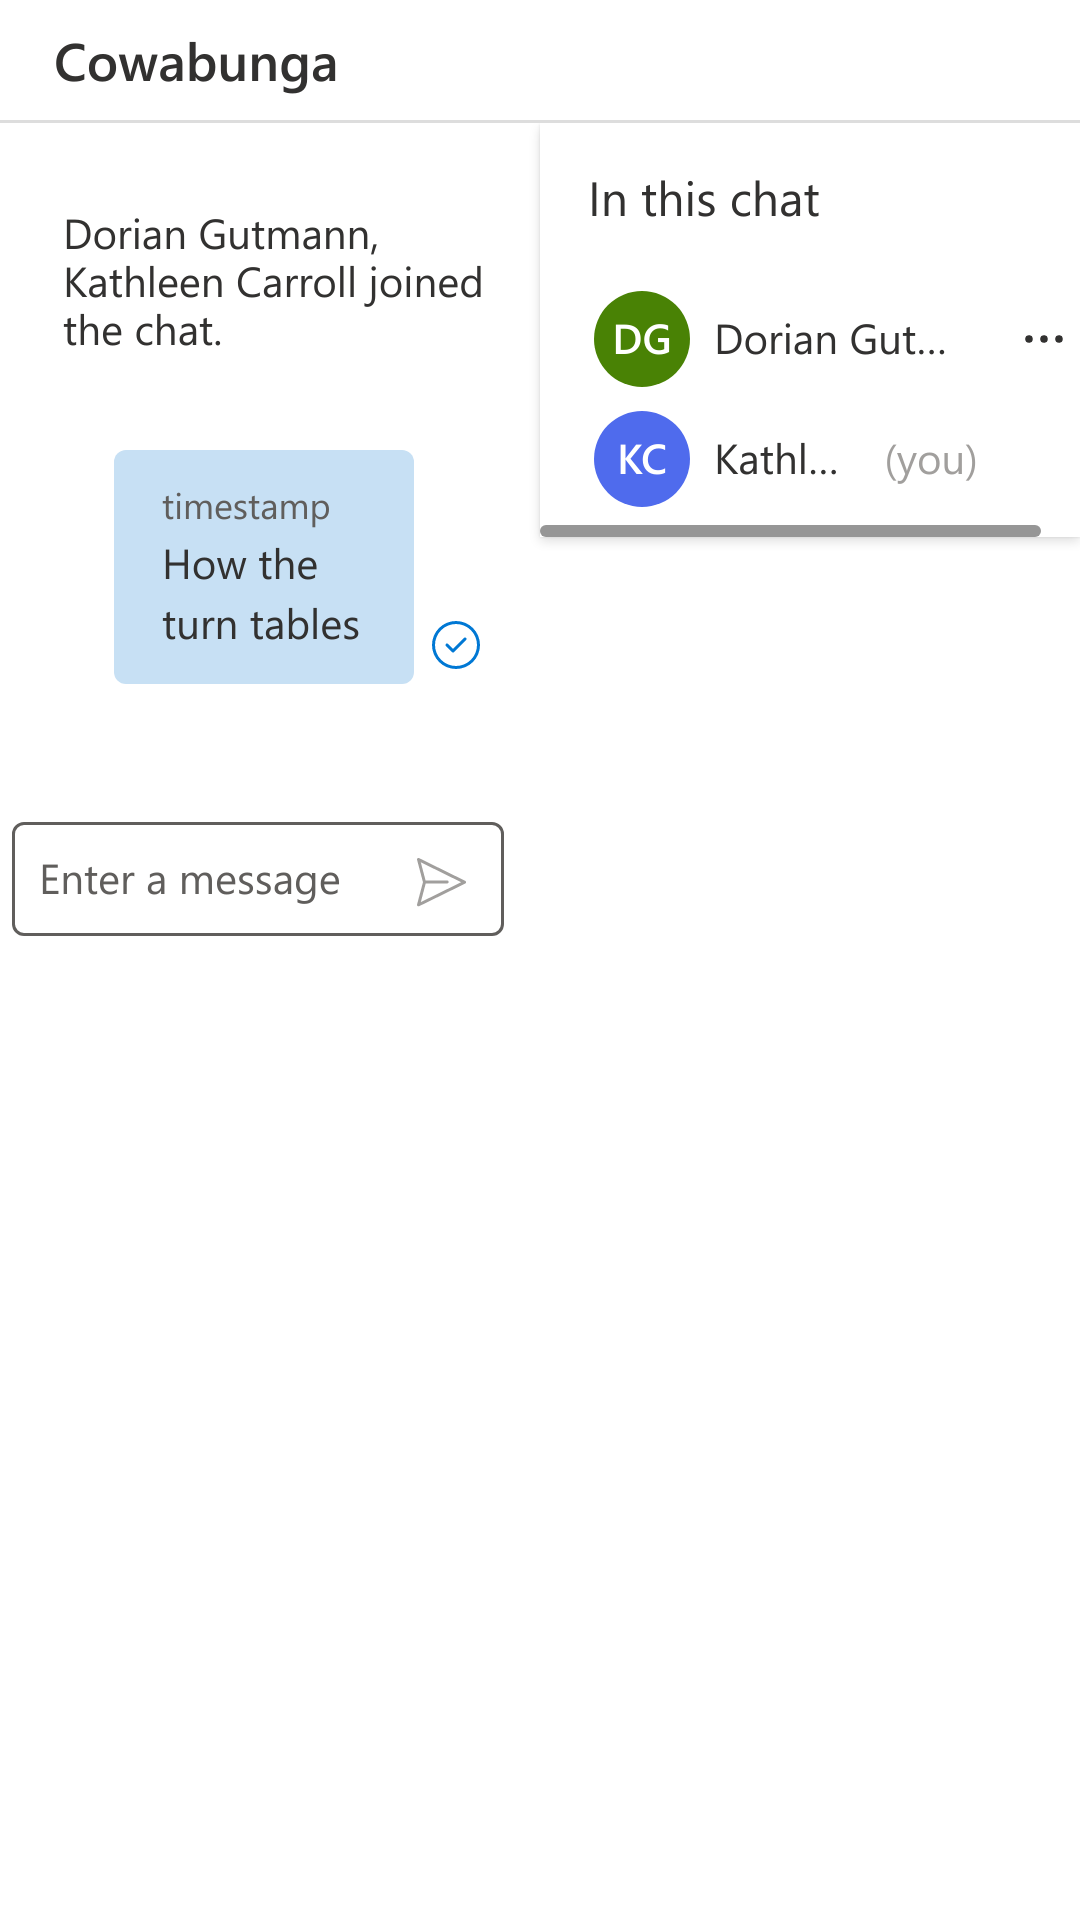 Cowabunga
Dorian Gutmann,
Kathleen Carroll joined
the chat.
timestamp
How the
turn tables
Enter a message
In this chat
DG Dorian Gut...
KC Kathl... (you)